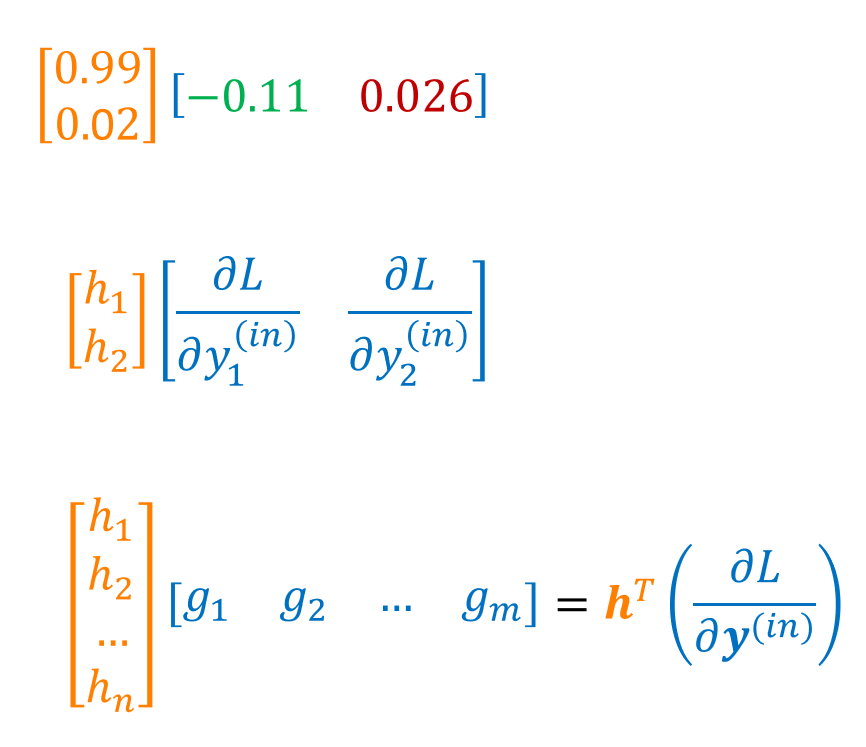 [0.99 0.02] [−0.11 0.026]
[h₁ h₂] [∂L/∂y₁^(in) ∂L/∂y₂^(in)]
[h₁ h₂ … hₙ] [g₁ g₂ … gₘ] = 𝒉^T (∂L/∂𝒚^(in))